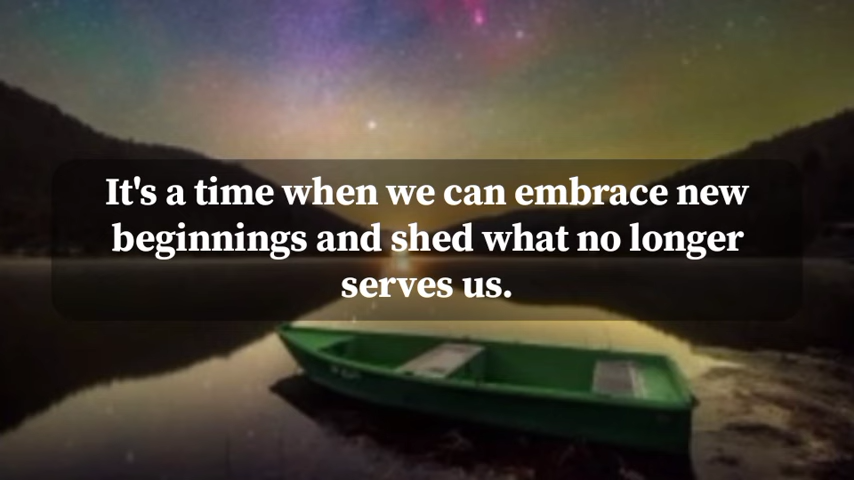 It's a time when we can embrace new
beginnings and shed what no longer
serves us.